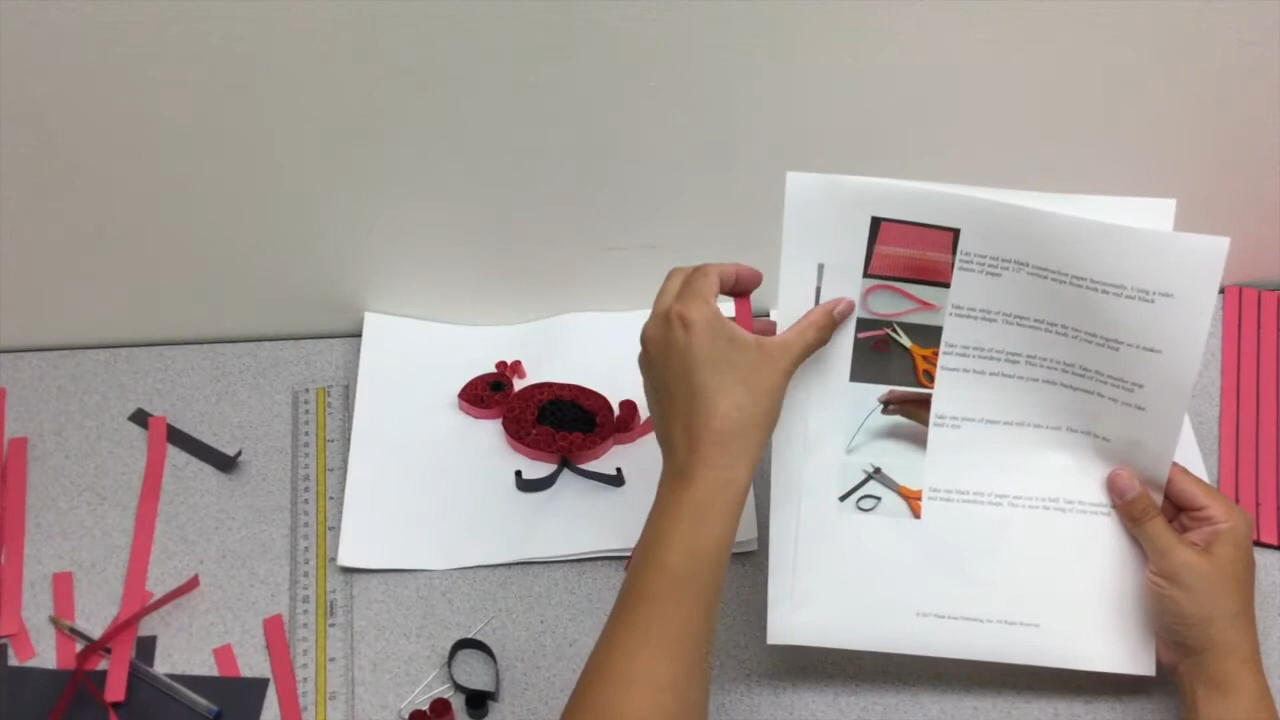 Lay your red and black construction paper horizontally. Using a ruler,
mark out and cut 1/2" vertical strips from both the red and black
sheets of paper.
Take one strip of red paper, and tape the two ends together so it makes
a teardrop shape. This becomes the body of your red bird.
Take one strip of red paper, and cut it in half. Take this smaller strip
and make a teardrop shape. This is now the head of your red bird.
Situate the body and head on your white background the way you like.
Take one piece of paper and roll it into a coil. This will be the
bird's eye.
Take one black strip of paper and cut it in half. Take the smaller
and make a teardrop shape. This is now the wing of your red bird.
All Rights Reserved.